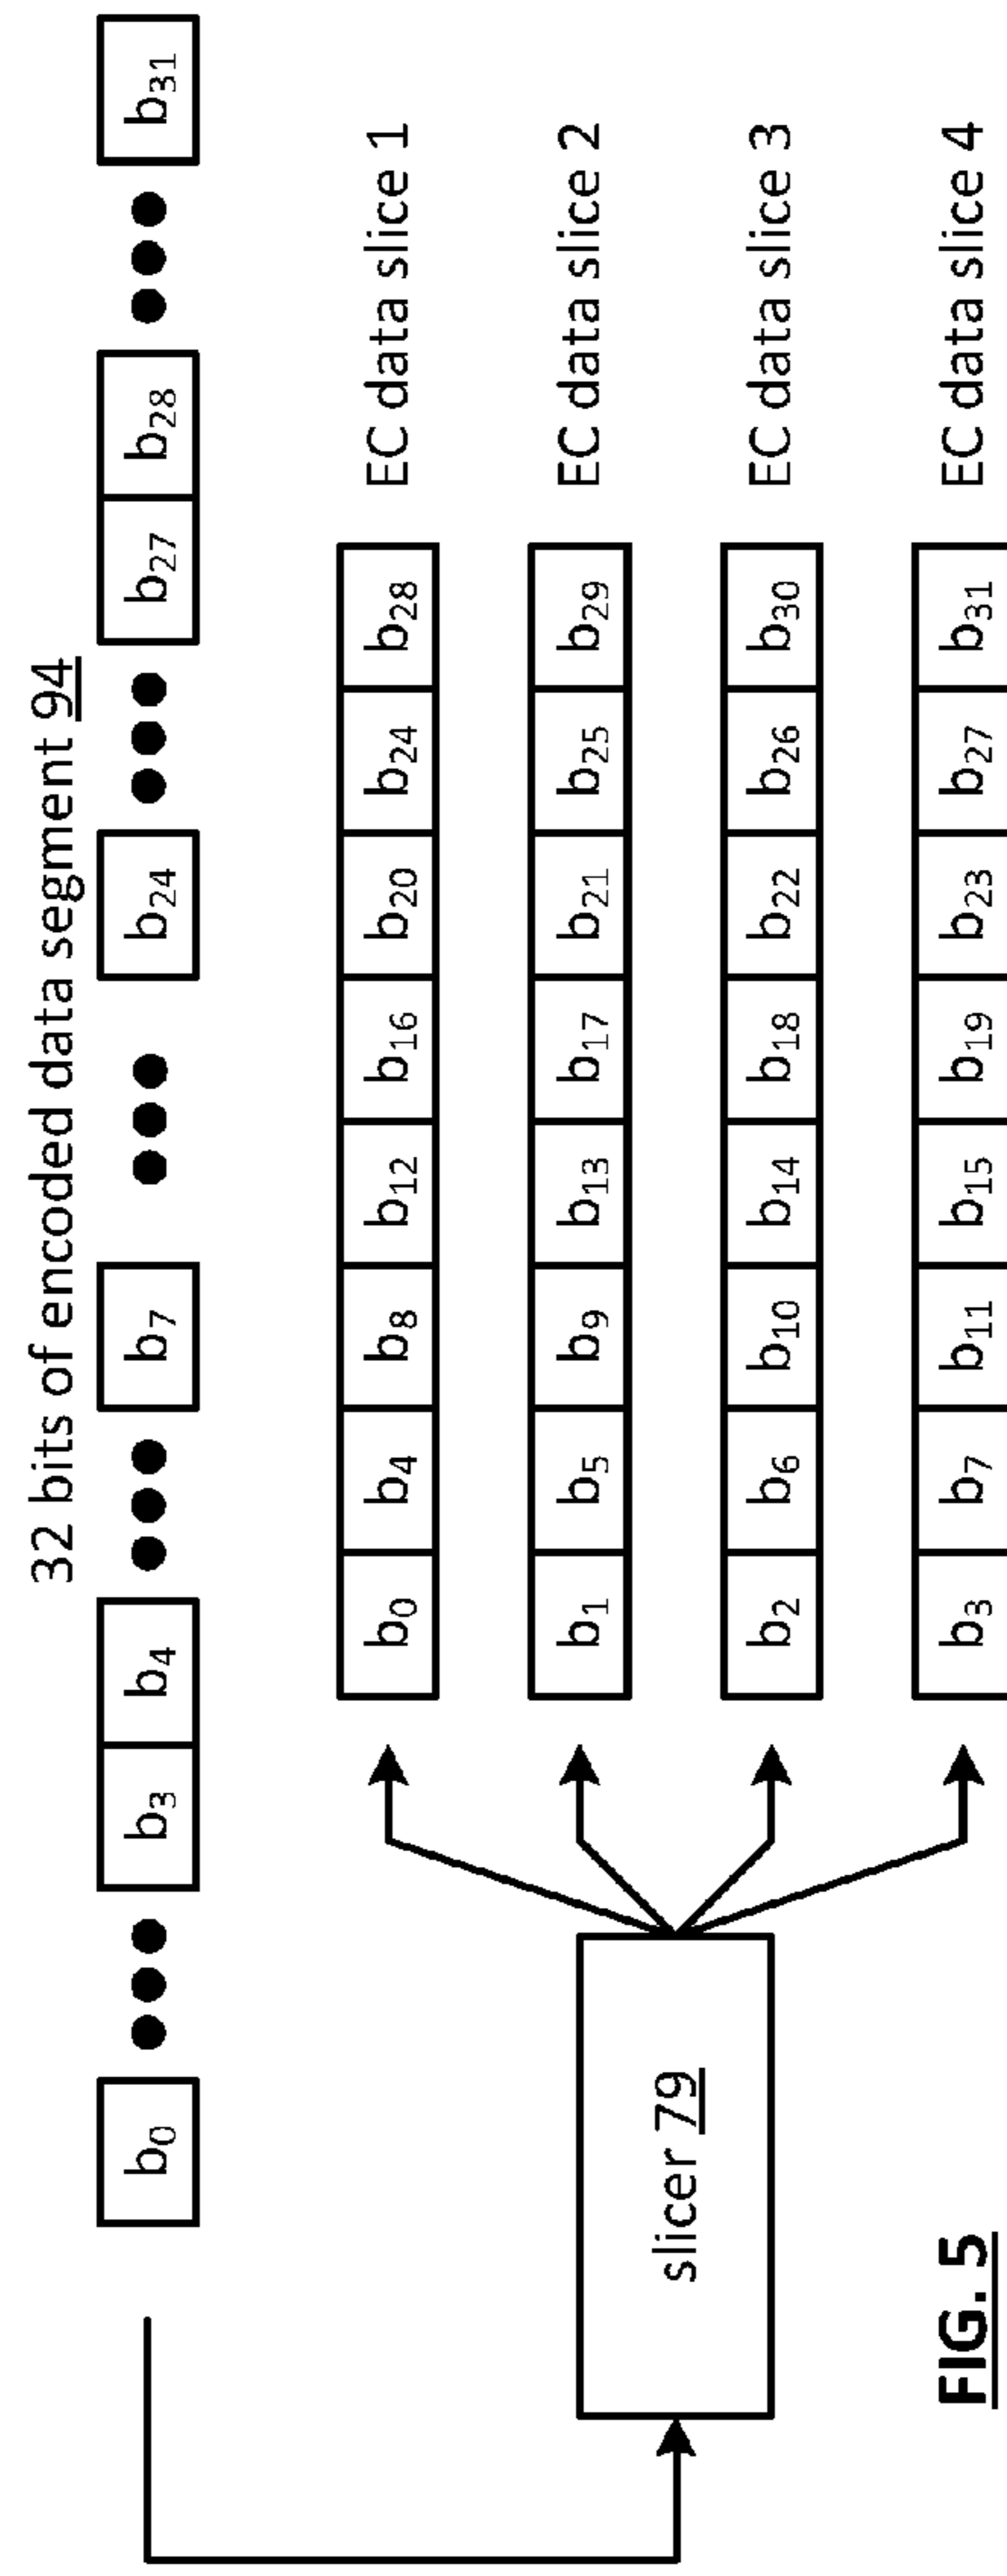 32 bits of encoded data segment 94
b0 b3 b4 b7 b24 b27 b28 b31
b0 b4 b8 b12 b16 b20 b24 b28 EC data slice 1
b1 b5 b9 b13 b17 b21 b25 b29 EC data slice 2
slicer 79
b2 b6 b10 b14 b18 b22 b26 b30 EC data slice 3
b3 b7 b11 b15 b19 b23 b27 b31 EC data slice 4
FIG. 5